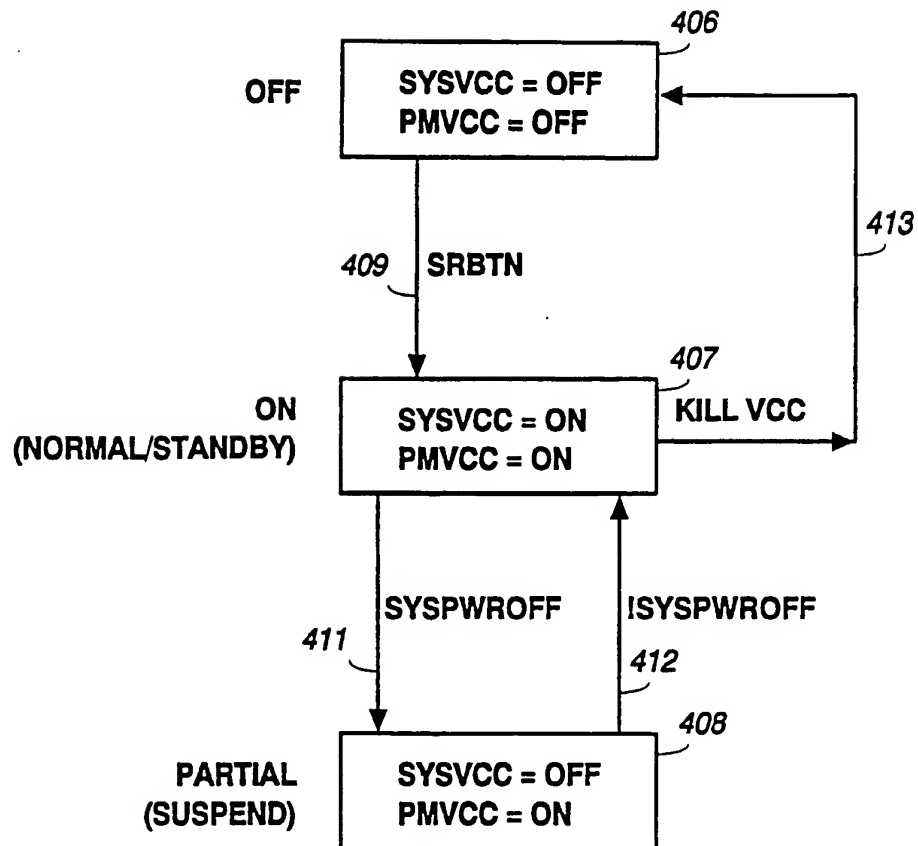 406
OFF
SYSVCC = OFF
PMVCC = OFF
413
409
SRBTN
407
ON
(NORMAL/STANDBY)
SYSVCC = ON
PMVCC = ON
KILL VCC
SYSPWROFF
!SYSPWROFF
411
412
408
PARTIAL
(SUSPEND)
SYSVCC = OFF
PMVCC = ON